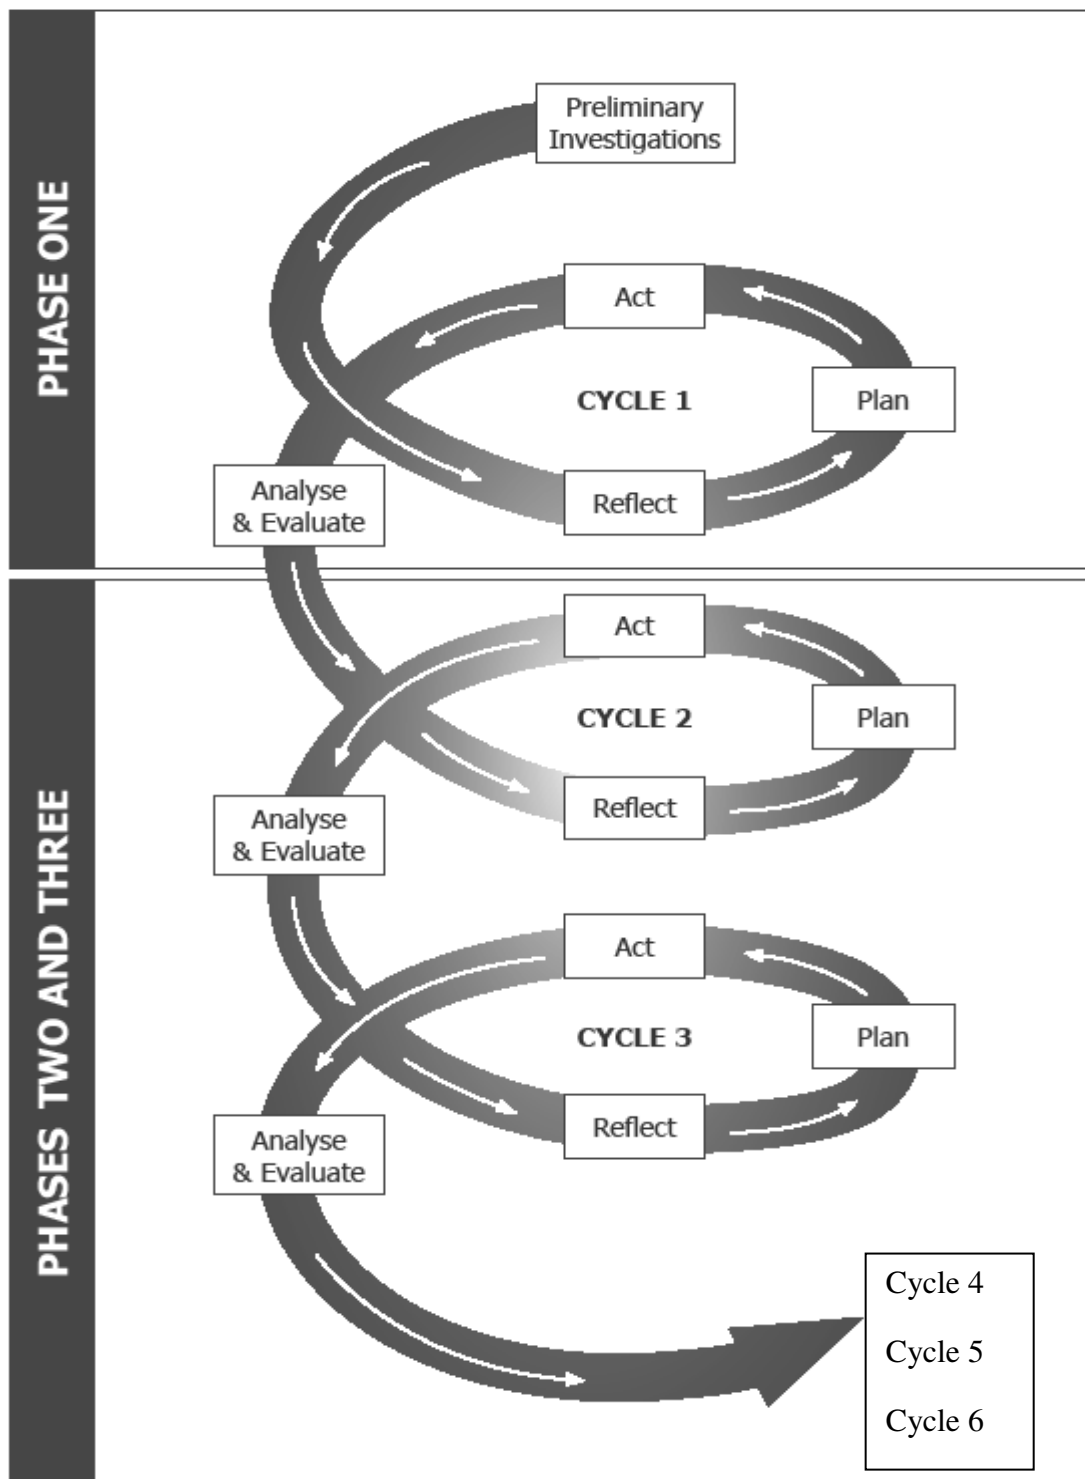 PHASE ONE
Preliminary
Investigations
Act
CYCLE 1
Plan
Analyse
& Evaluate
Reflect
PHASES TWO AND THREE
Act
CYCLE 2
Plan
Reflect
Analyse
& Evaluate
Act
CYCLE 3
Plan
Reflect
Analyse
& Evaluate
Cycle 4
Cycle 5
Cycle 6